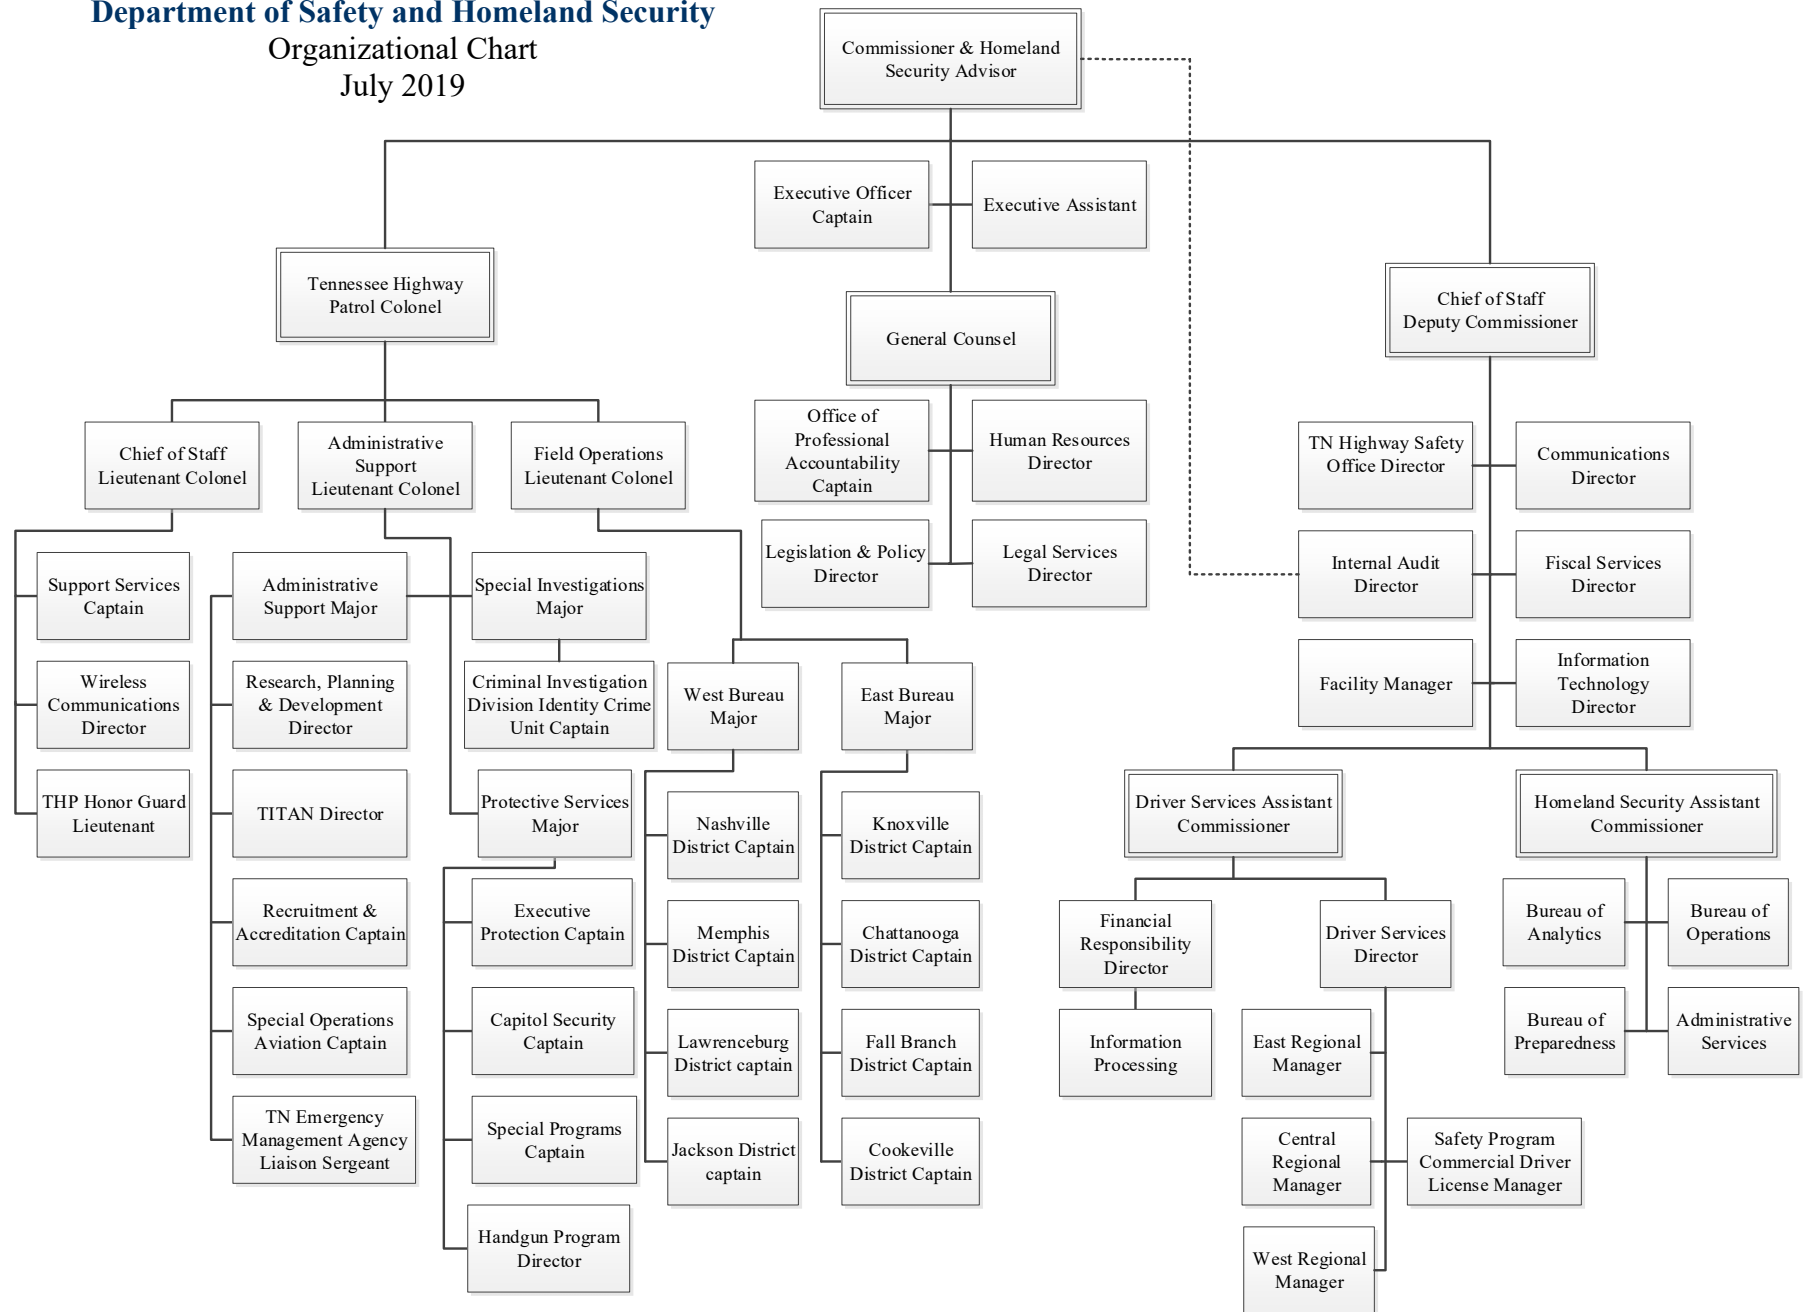 Department of Safety and Homeland Security
Organizational Chart
July 2019
Commissioner & Homeland
Security Advisor
Executive Officer
Captain
Executive Assistant
Tennessee Highway
Patrol Colonel
General Counsel
Chief of Staff
Deputy Commissioner
Chief of Staff
Lieutenant Colonel
Administrative
Support
Lieutenant Colonel
Field Operations
Lieutenant Colonel
Office of
Professional
Accountability
Captain
Human Resources
Director
Legislation & Policy
Director
Legal Services
Director
TN Highway Safety
Office Director
Communications
Director
Internal Audit
Director
Fiscal Services
Director
Facility Manager
Information
Technology
Director
Support Services
Captain
Wireless
Communications
Director
THP Honor Guard
Lieutenant
Administrative
Support Major
Research, Planning
& Development
Director
TITAN Director
Recruitment &
Accreditation Captain
Special Operations
Aviation Captain
TN Emergency
Management Agency
Liaison Sergeant
Special Investigations
Major
Criminal Investigation
Division Identity Crime
Unit Captain
Protective Services
Major
Executive
Protection Captain
Capitol Security
Captain
Special Programs
Captain
Handgun Program
Director
West Bureau
Major
Nashville
District Captain
Memphis
District Captain
Lawrenceburg
District captain
Jackson District
captain
East Bureau
Major
Knoxville
District Captain
Chattanooga
District Captain
Fall Branch
District Captain
Cookeville
District Captain
Driver Services Assistant
Commissioner
Financial
Responsibility
Director
Information
Processing
Driver Services
Director
East Regional
Manager
Central
Regional
Manager
Safety Program
Commercial Driver
License Manager
West Regional
Manager
Homeland Security Assistant
Commissioner
Bureau of
Analytics
Bureau of
Operations
Bureau of
Preparedness
Administrative
Services